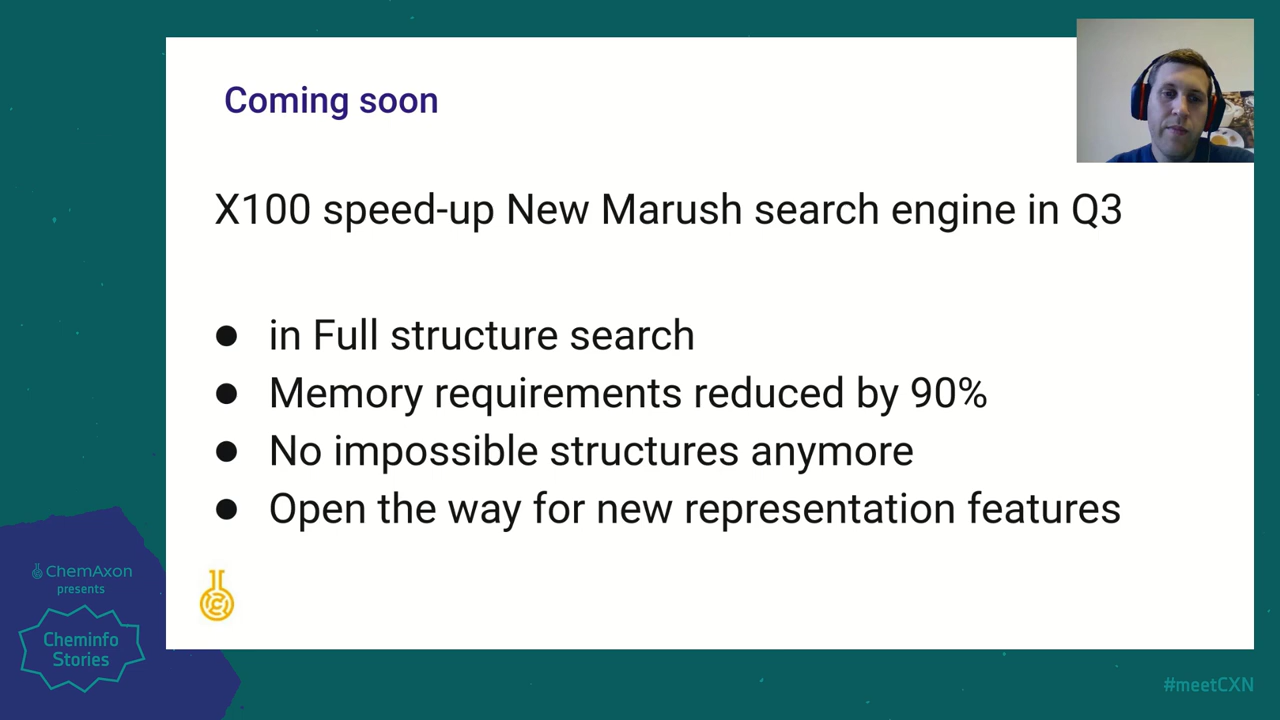 Coming soon
X100 speed-up New Marush search engine in Q3
● in Full structure search
● Memory requirements reduced by 90%
● No impossible structures anymore
● Open the way for new representation features
ChemAxon
presents
Cheminfo
Stories
#meetCXN